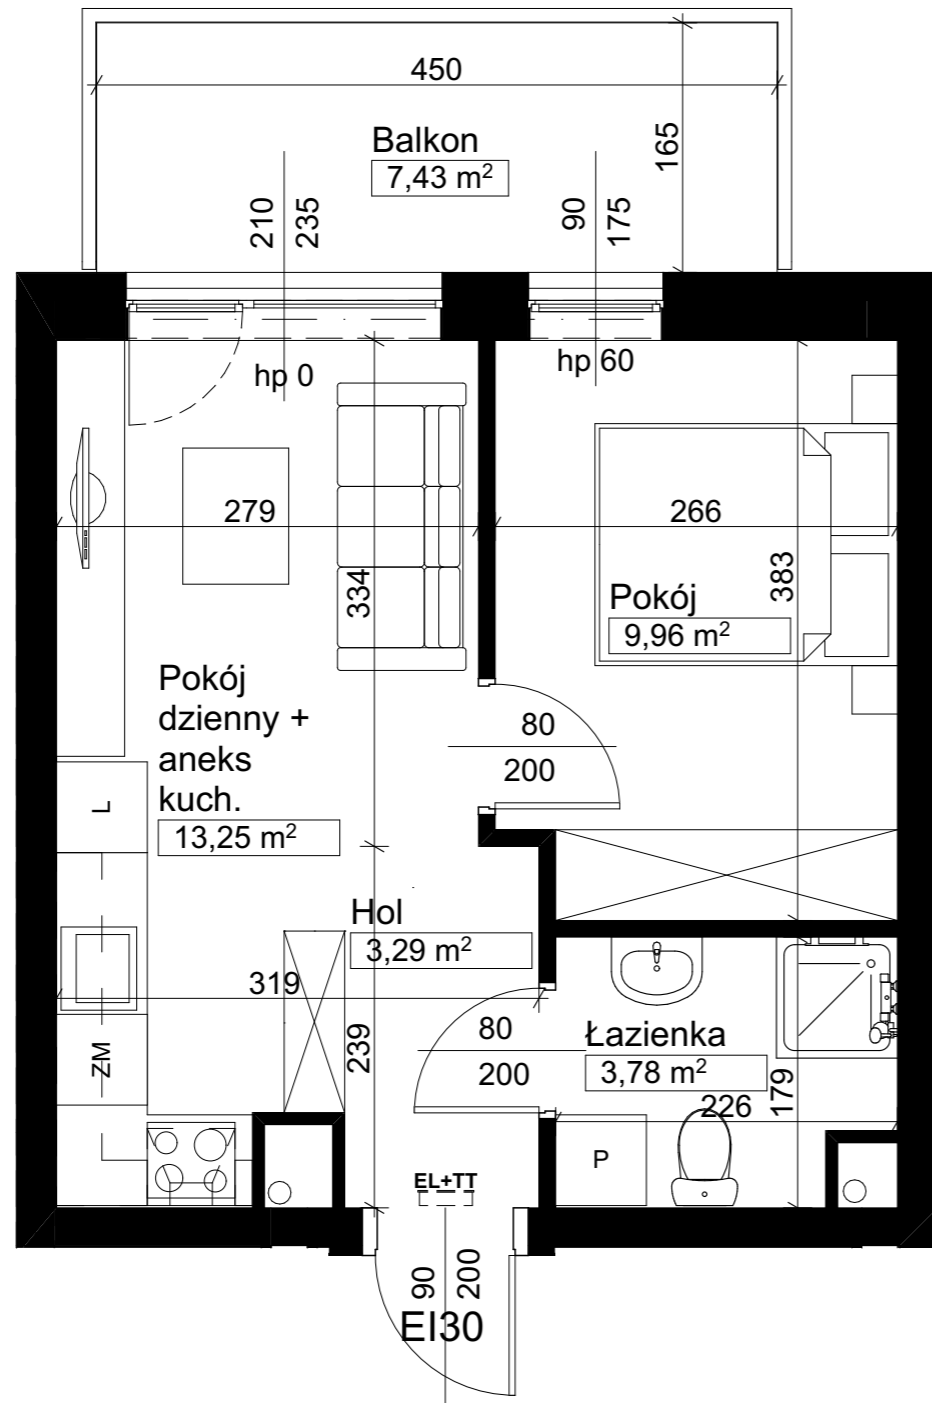 450
Balkon
7,43 m²
165
210
235
90
175
hp 0
hp 60
279
266
334
383
Pokój
9,96 m²
Pokój
dzienny +
aneks
kuch.
13,25 m²
80
200
L
Hol
3,29 m²
319
239
80
200
Łazienka
3,78 m²
179
226
ZM
P
EL+TT
90
200
EI30